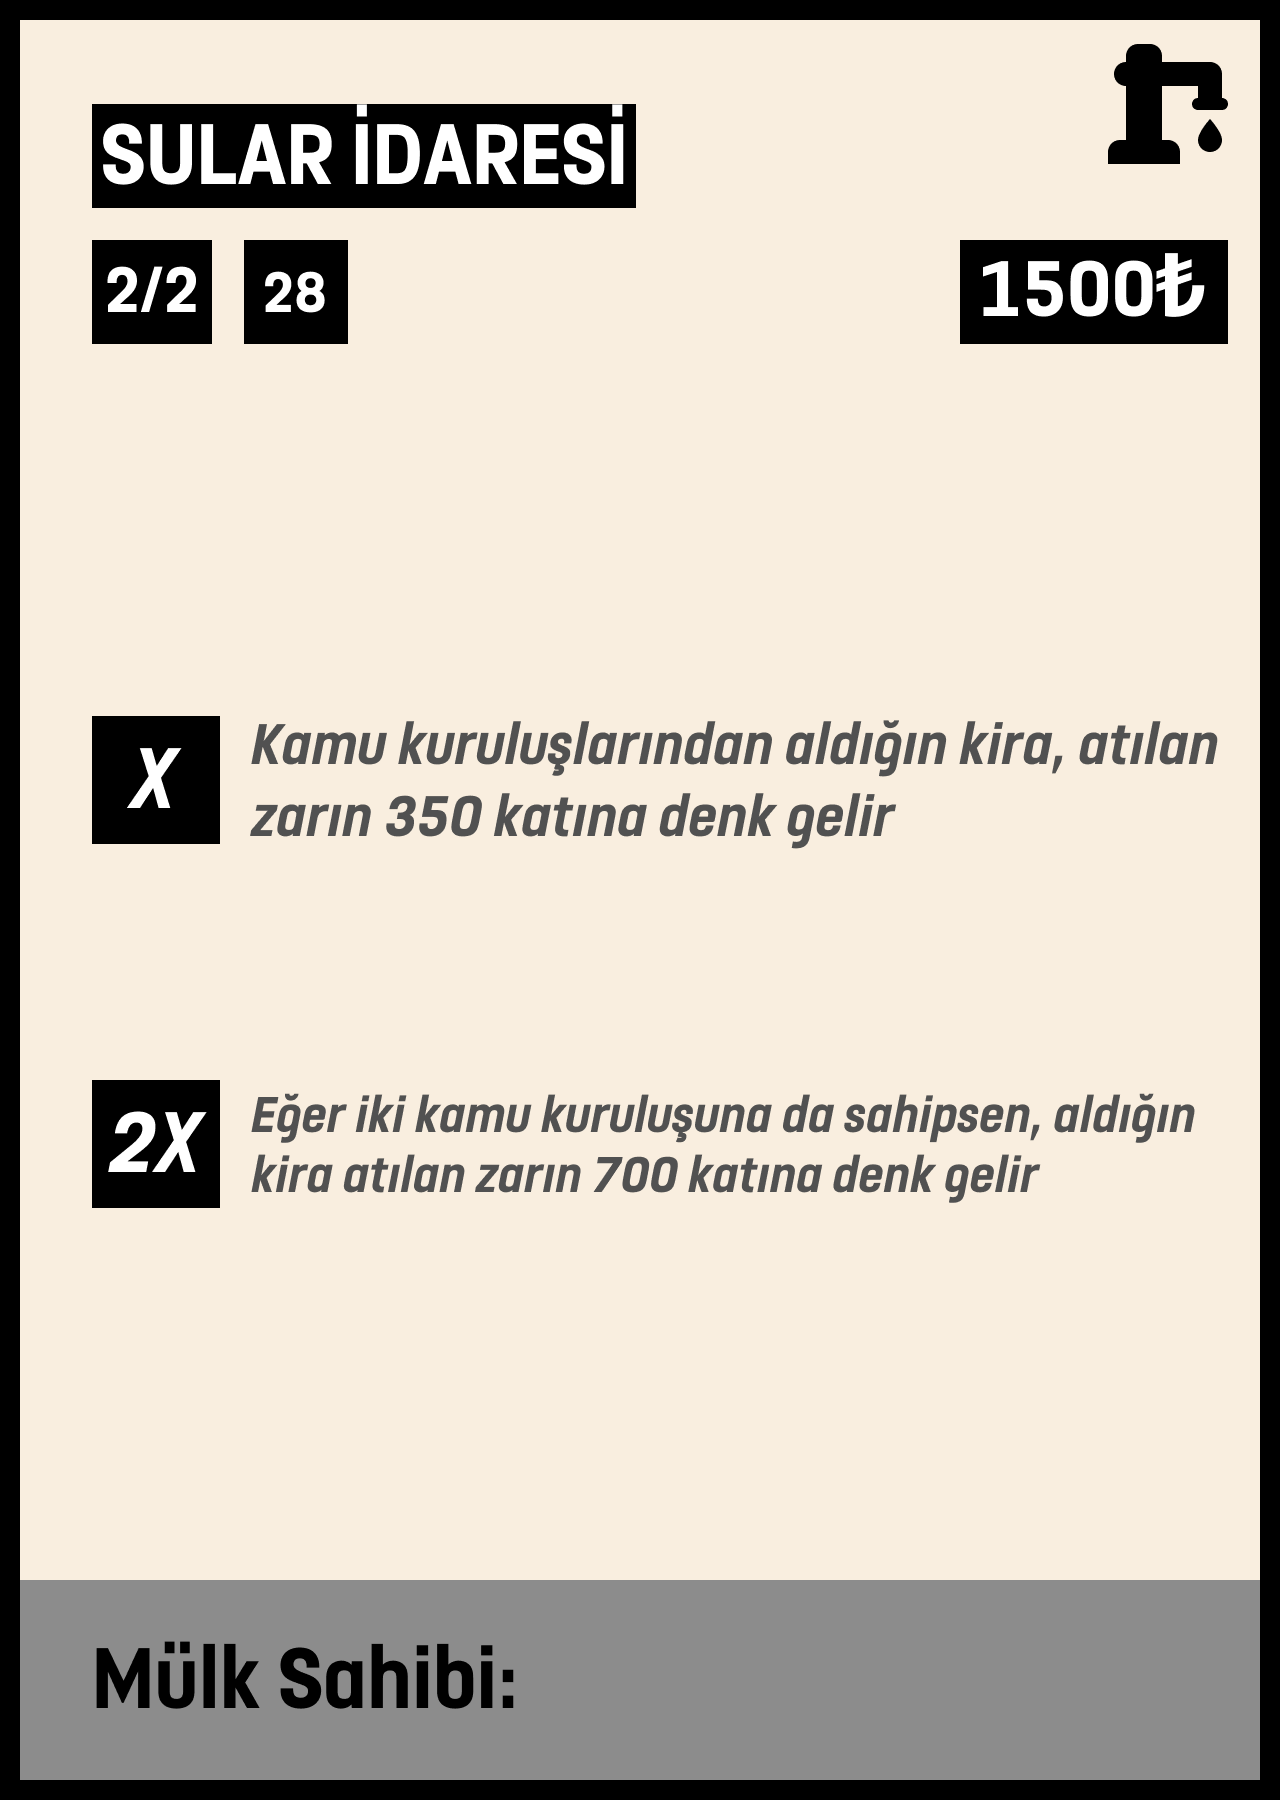 SULAR İDARESİ
2/2 28 1500₺
X Kamu kuruluşlarından aldığın kira, atılan
zarın 350 katına denk gelir
2X Eğer iki kamu kuruluşuna da sahipsen, aldığın
kira atılan zarın 700 katına denk gelir
Mülk Sahibi: